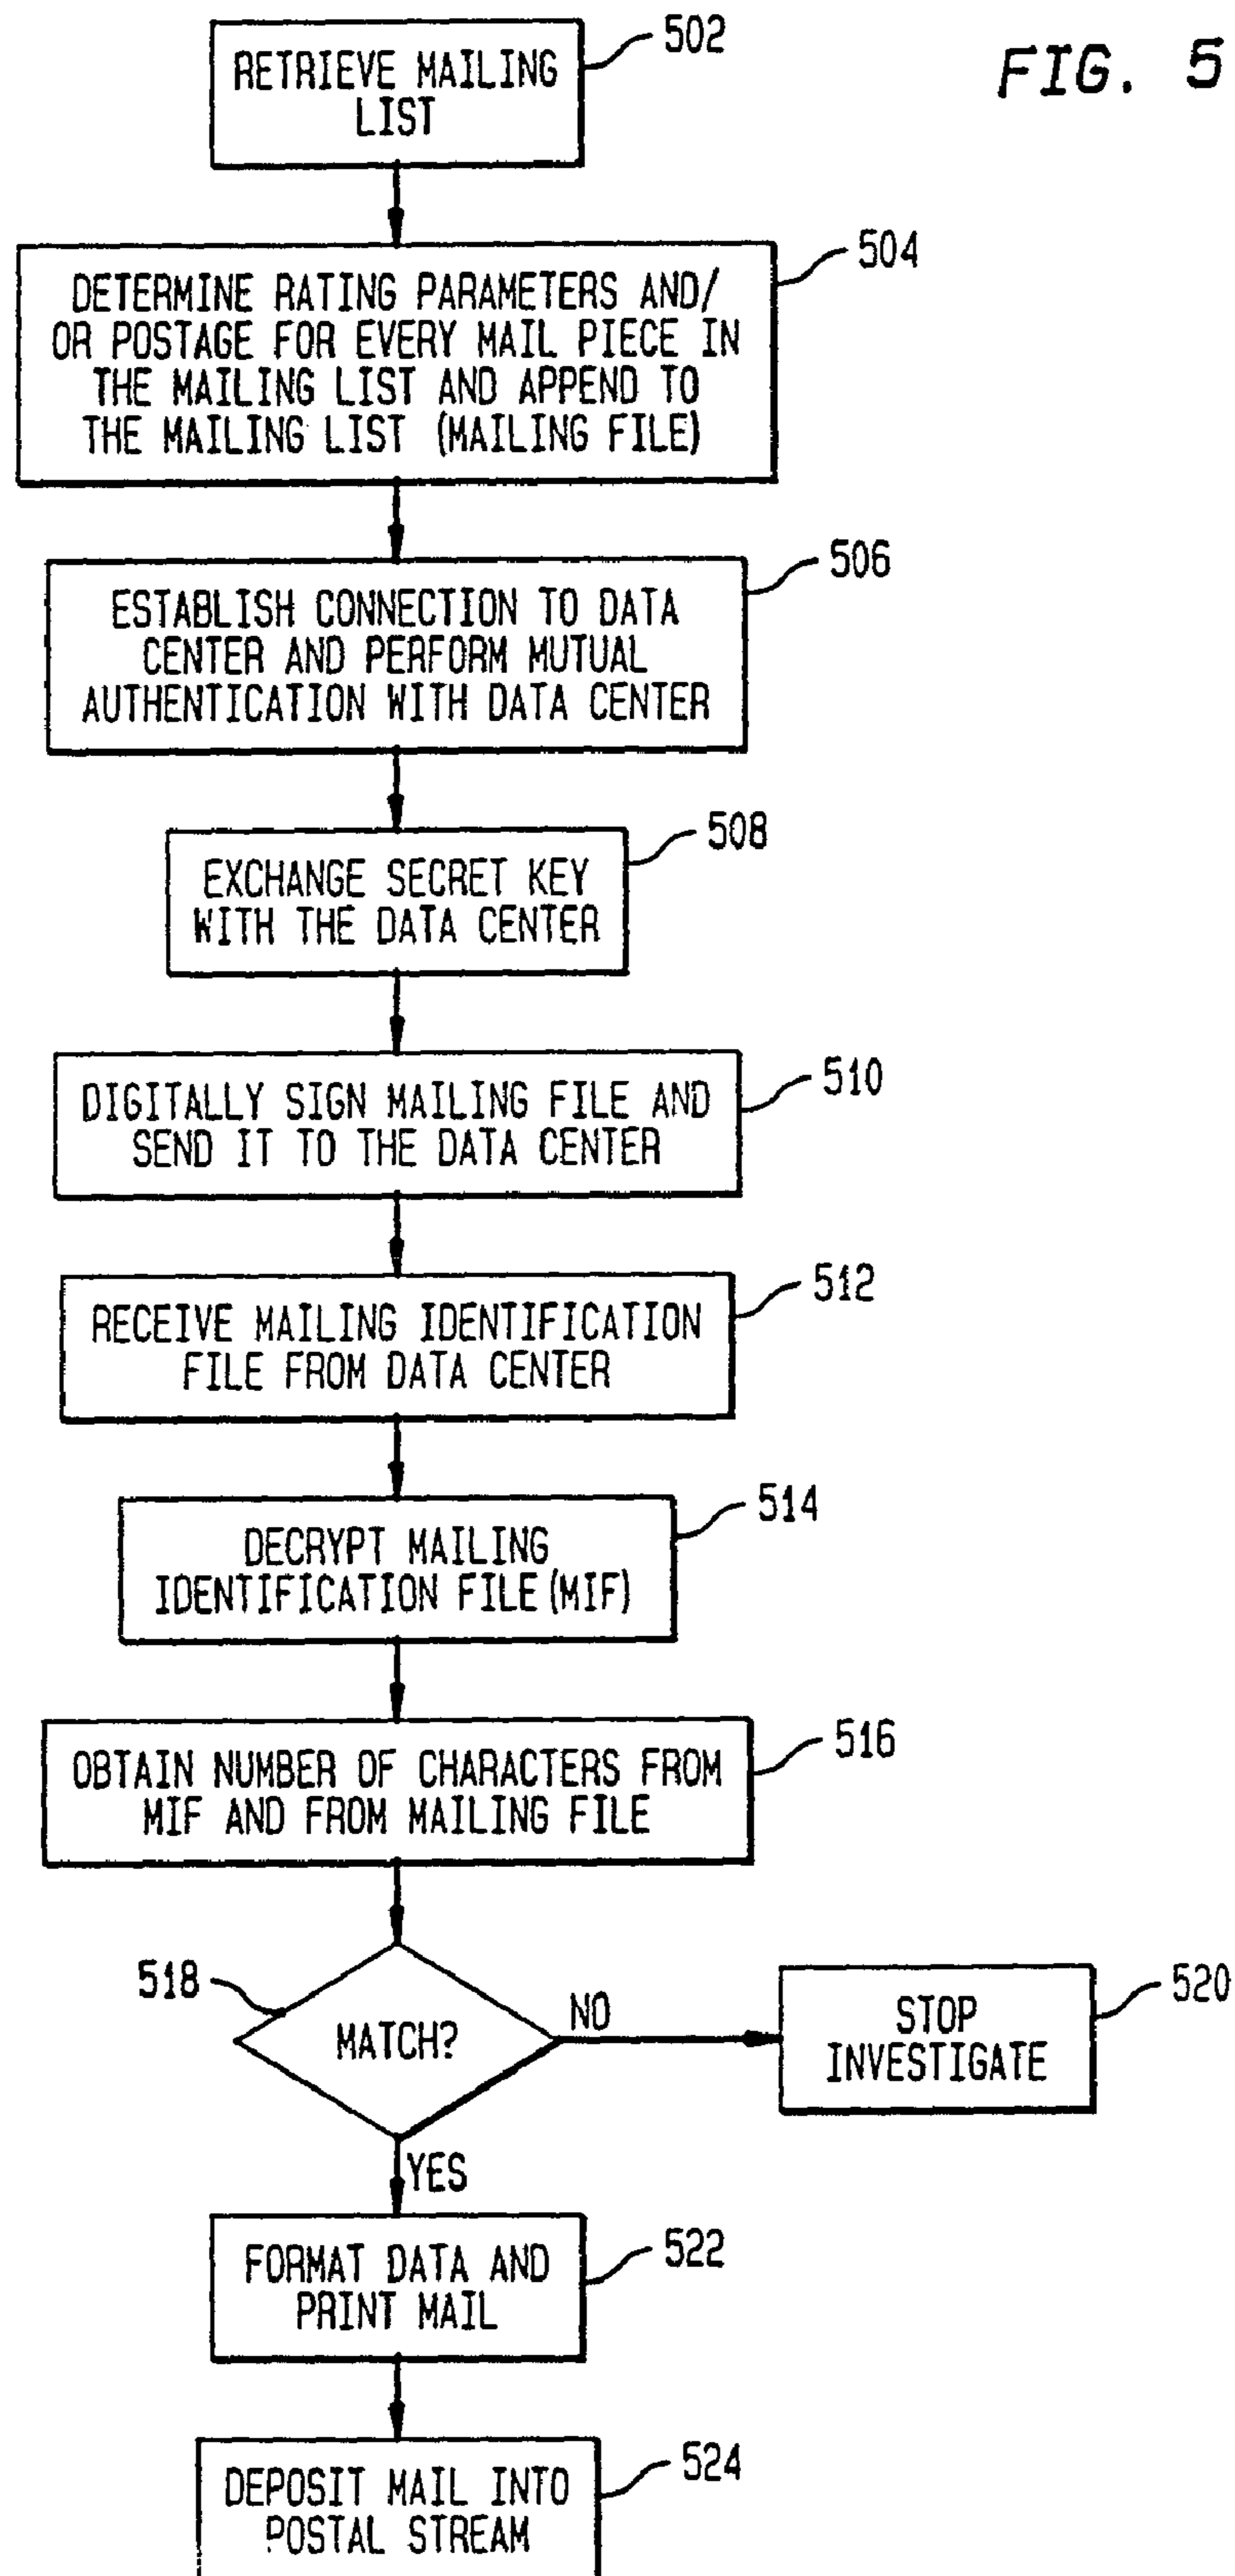 FIG. 5
502
RETRIEVE MAILING
LIST
504
DETERMINE RATING PARAMETERS AND/
OR POSTAGE FOR EVERY MAIL PIECE IN
THE MAILING LIST AND APPEND TO
THE MAILING LIST (MAILING FILE)
506
ESTABLISH CONNECTION TO DATA
CENTER AND PERFORM MUTUAL
AUTHENTICATION WITH DATA CENTER
508
EXCHANGE SECRET KEY
WITH THE DATA CENTER
510
DIGITALLY SIGN MAILING FILE AND
SEND IT TO THE DATA CENTER
512
RECEIVE MAILING IDENTIFICATION
FILE FROM DATA CENTER
514
DECRYPT MAILING
IDENTIFICATION FILE (MIF)
516
OBTAIN NUMBER OF CHARACTERS FROM
MIF AND FROM MAILING FILE
518
MATCH?
NO
520
STOP
INVESTIGATE
YES
522
FORMAT DATA AND
PRINT MAIL
524
DEPOSIT MAIL INTO
POSTAL STREAM